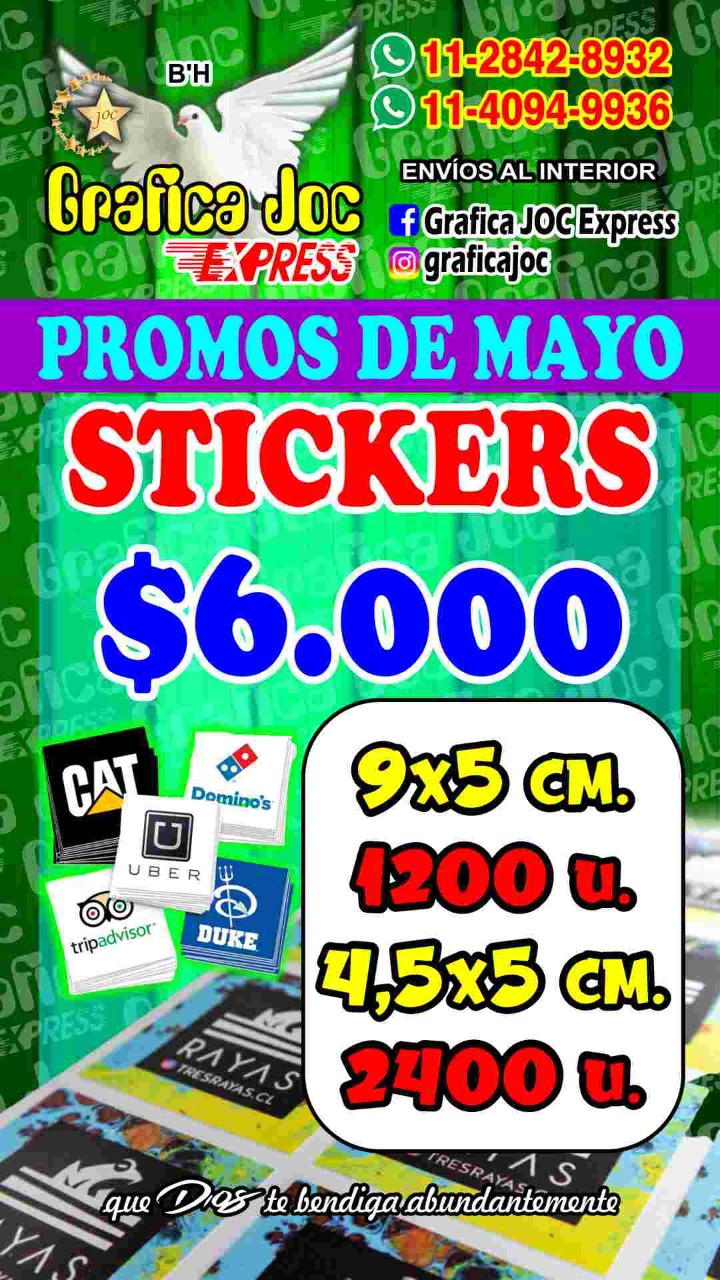 B'H
JOC
Grafica Joc
EXPRESS
11-2842-8932
11-4094-9936
ENVÍOS AL INTERIOR
Grafica JOC Express
graficajoc
PROMOS DE MAYO
STICKERS
$6.000
CAT
Domino's
UBER
tripadvisor
DUKE
9x5 cm.
1200 u.
4,5x5 cm.
2400 u.
RAYAS
TRESRAYAS.CL
TRESRAYAS
que Dios te bendiga abundantemente